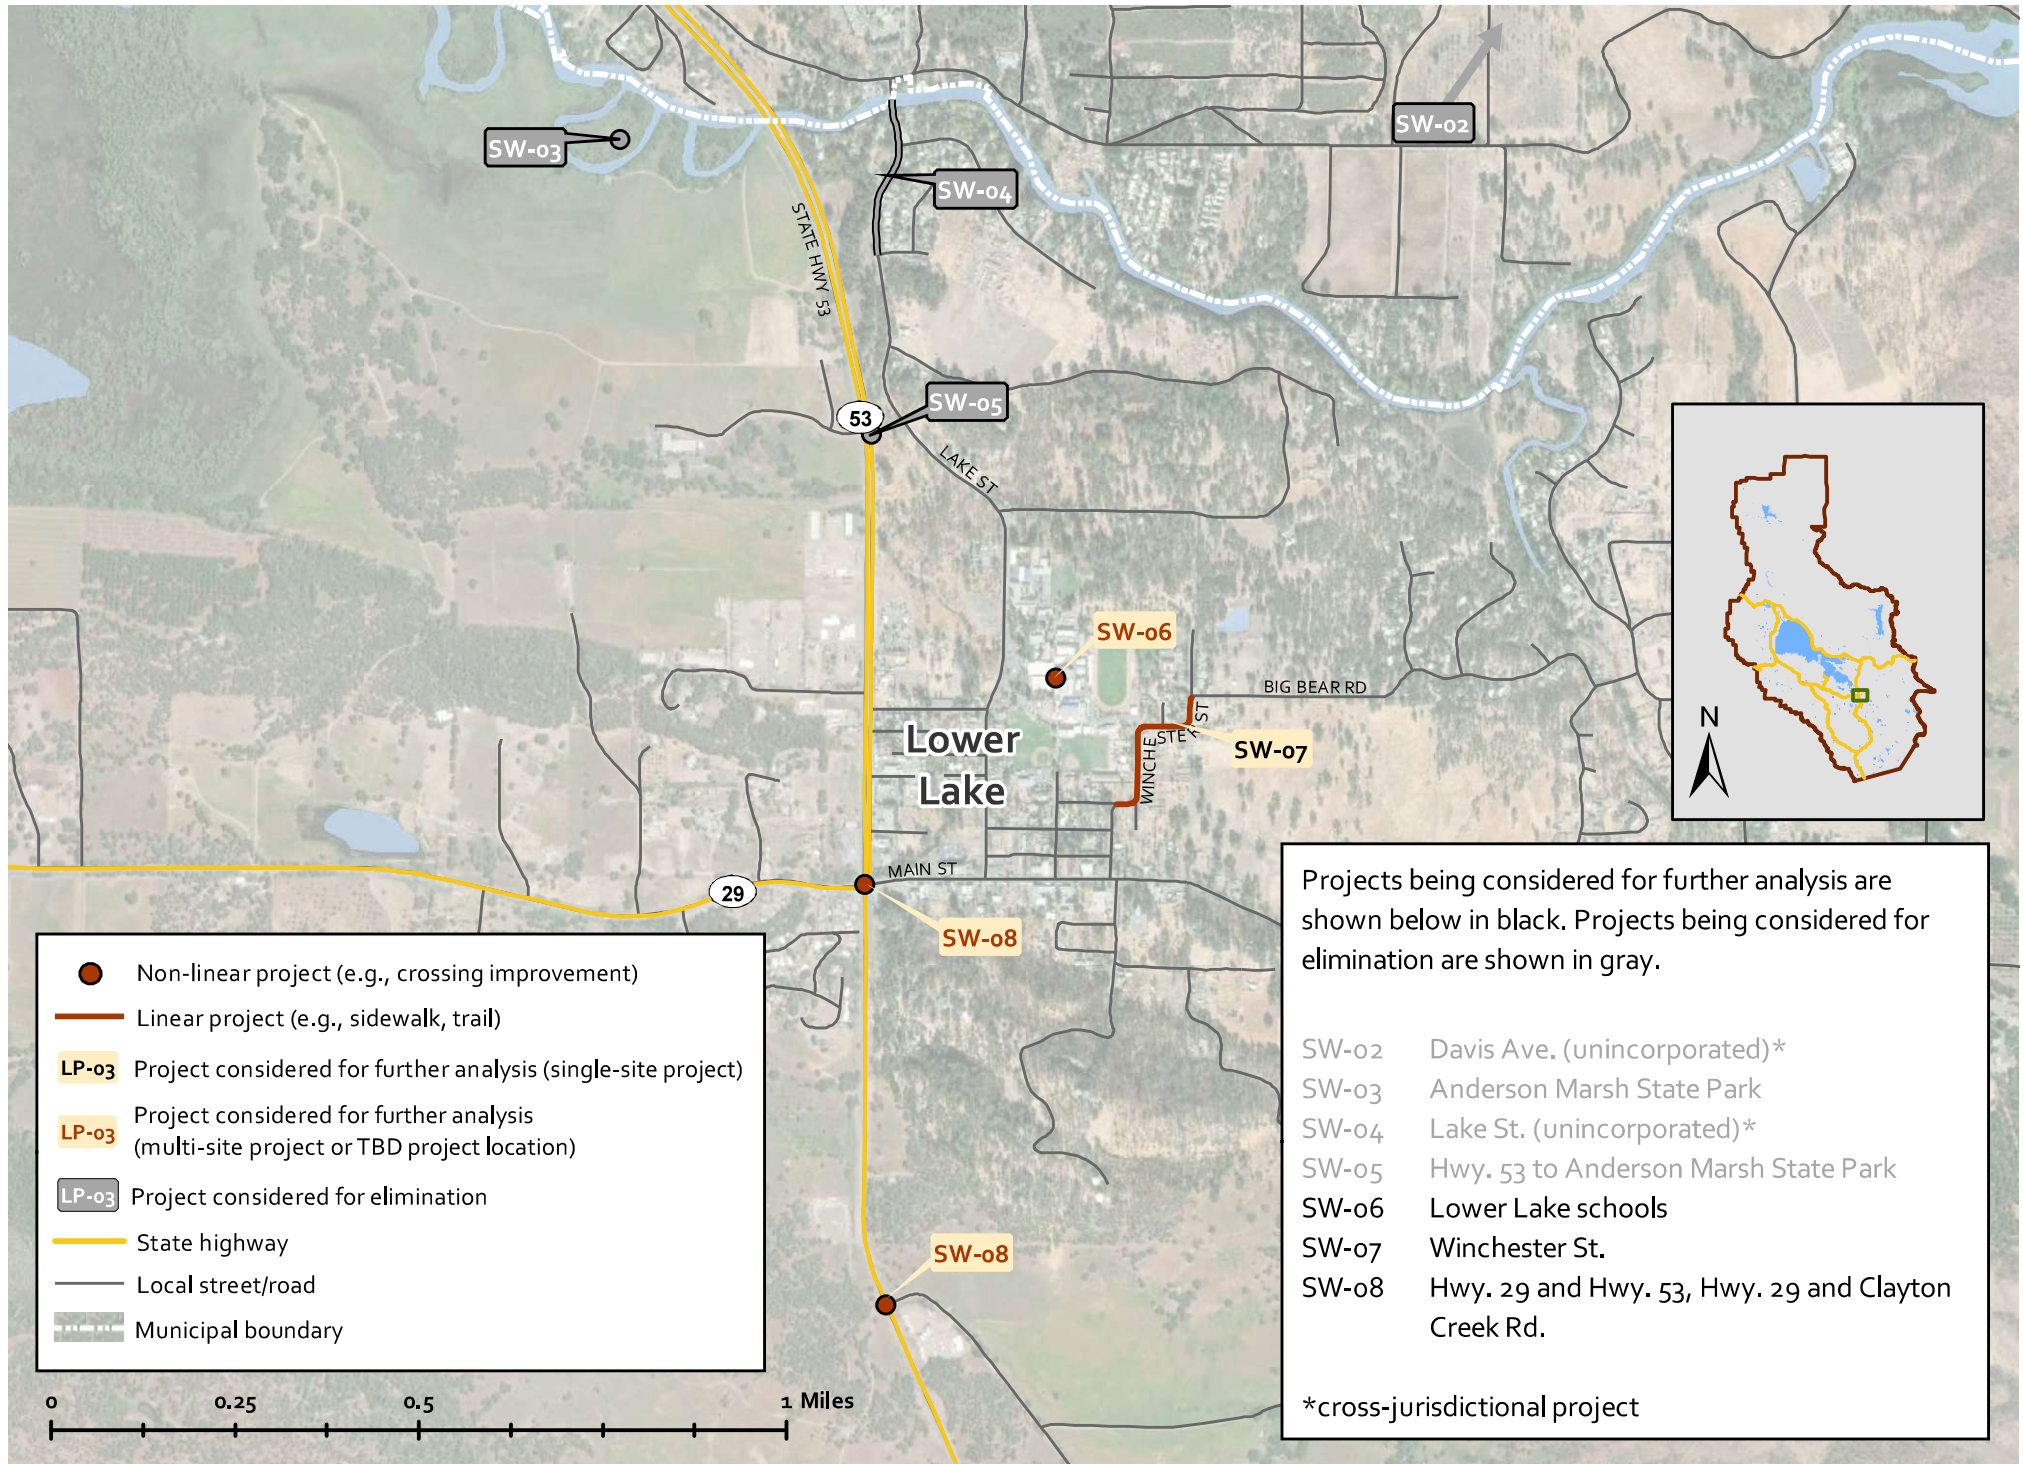 SW-02
SW-03
SW-04
STATE HWY 53
SW-05
53
LAKE ST
SW-06
BIG BEAR RD
WINCHE
STER ST
SW-07
Lower
Lake
MAIN ST
29
SW-08
SW-08
N
Non-linear project (e.g., crossing improvement)
Linear project (e.g., sidewalk, trail)
LP-03 Project considered for further analysis (single-site project)
LP-03 Project considered for further analysis
(multi-site project or TBD project location)
LP-03 Project considered for elimination
State highway
Local street/road
Municipal boundary
0 0.25 0.5 1 Miles
Projects being considered for further analysis are
shown below in black. Projects being considered for
elimination are shown in gray.
SW-02 Davis Ave. (unincorporated)*
SW-03 Anderson Marsh State Park
SW-04 Lake St. (unincorporated)*
SW-05 Hwy. 53 to Anderson Marsh State Park
SW-06 Lower Lake schools
SW-07 Winchester St.
SW-08 Hwy. 29 and Hwy. 53, Hwy. 29 and Clayton
Creek Rd.
*cross-jurisdictional project